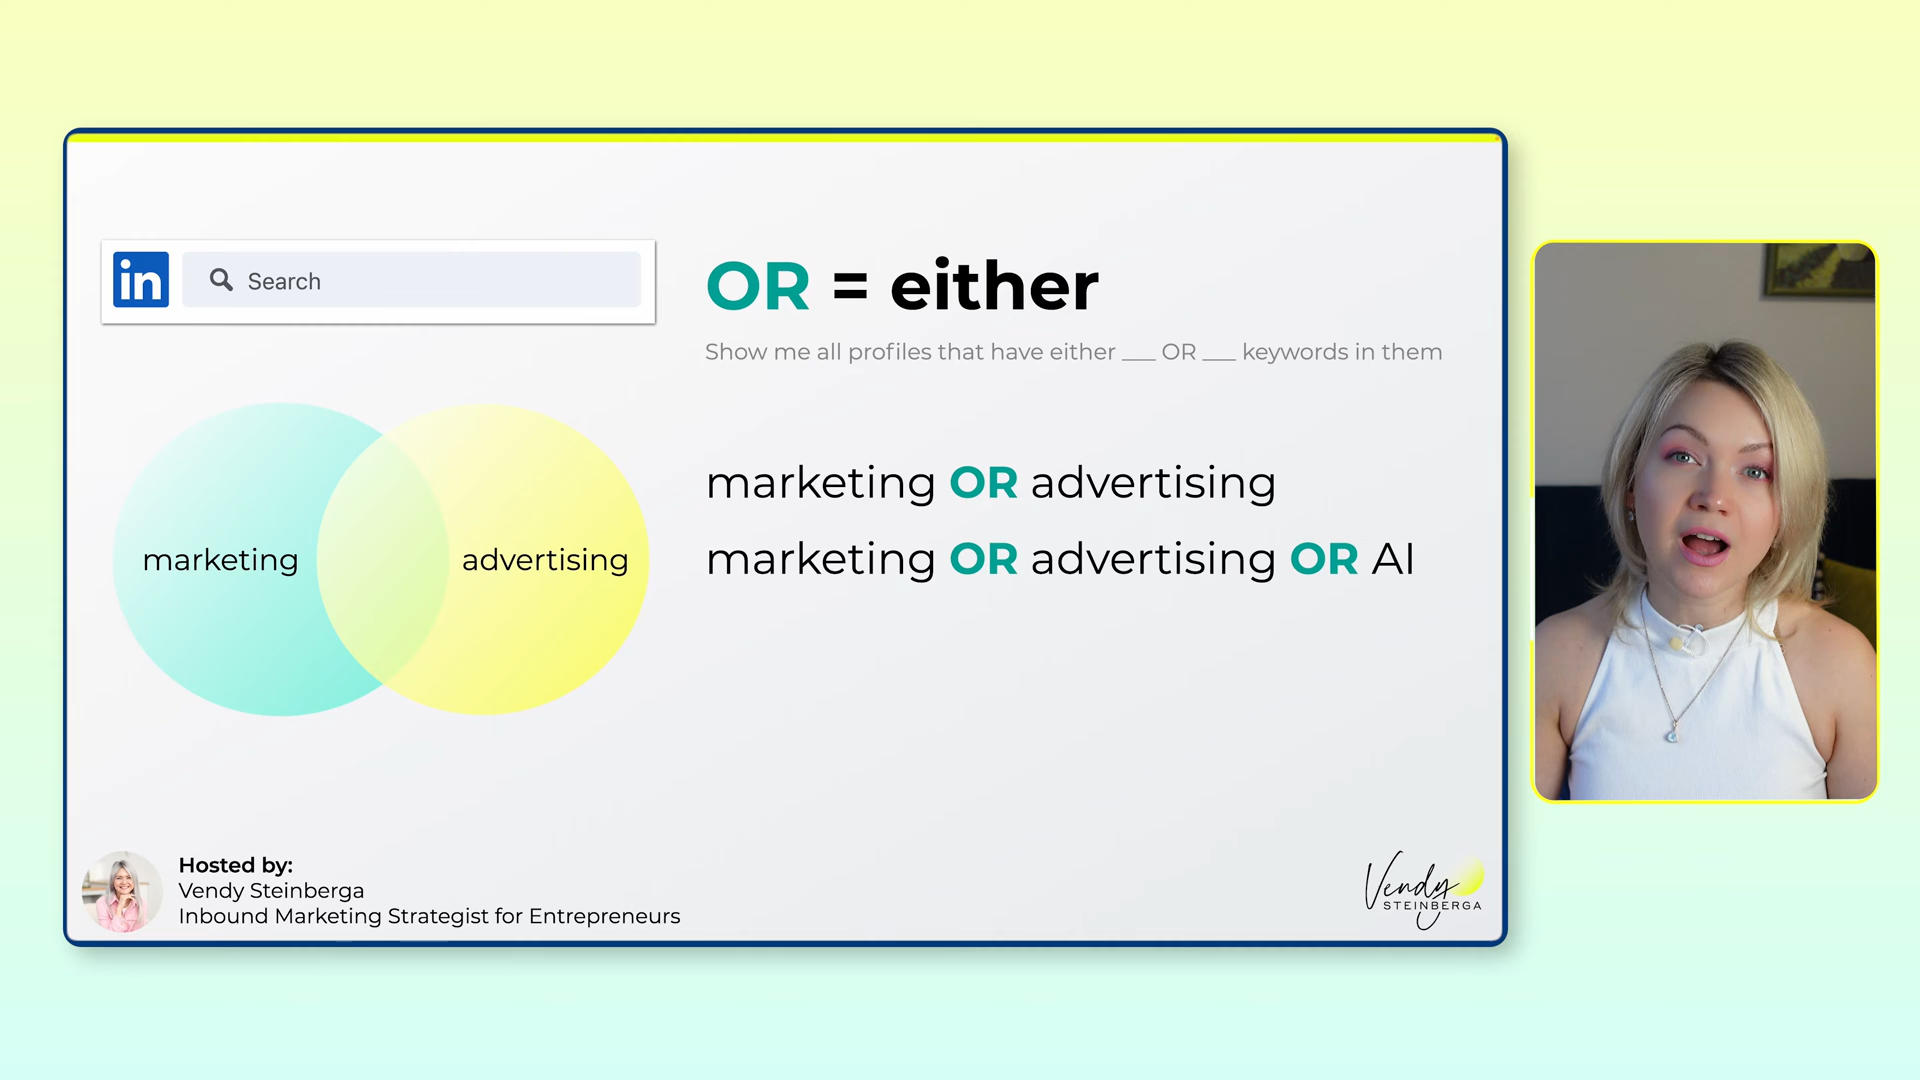 in
Search
OR = either
Show me all profiles that have either ___ OR ___ keywords in them
marketing
advertising
marketing OR advertising
marketing OR advertising OR AI
Hosted by:
Vendy Steinberga
Inbound Marketing Strategist for Entrepreneurs
Vendy
STEINBERGA